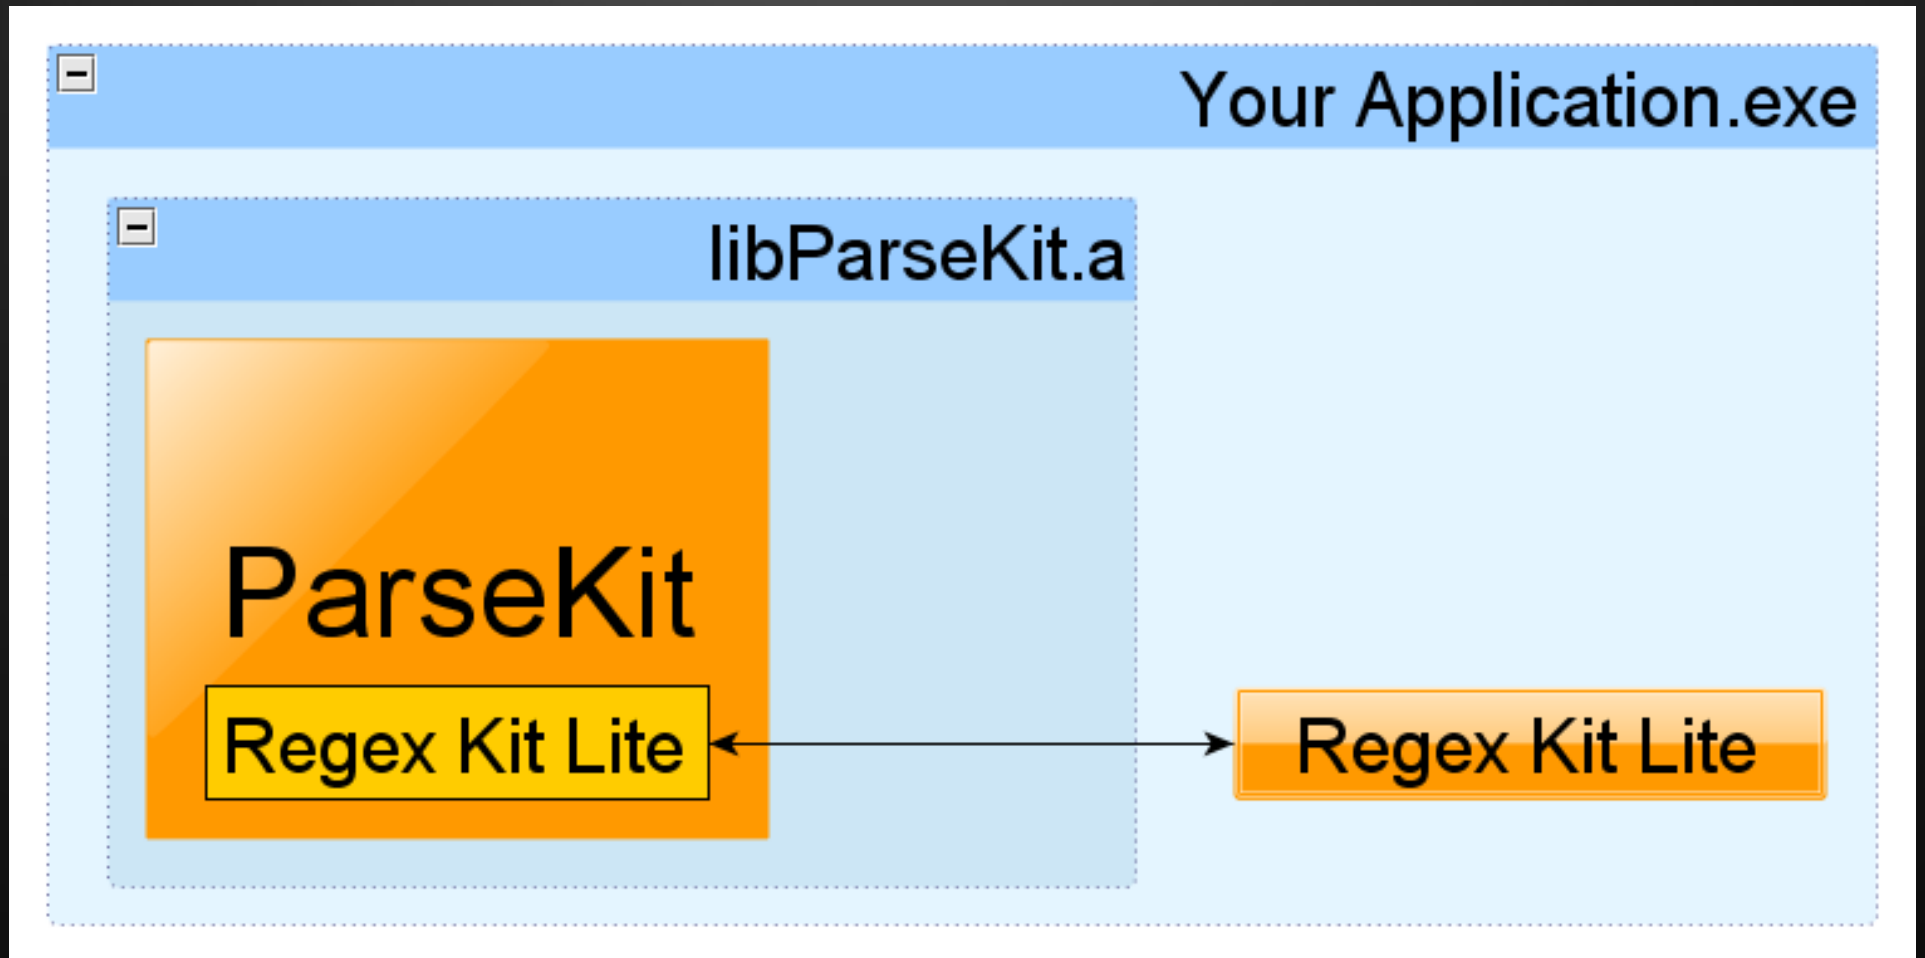 Your Application.exe
libParseKit.a
ParseKit
Regex Kit Lite
Regex Kit Lite